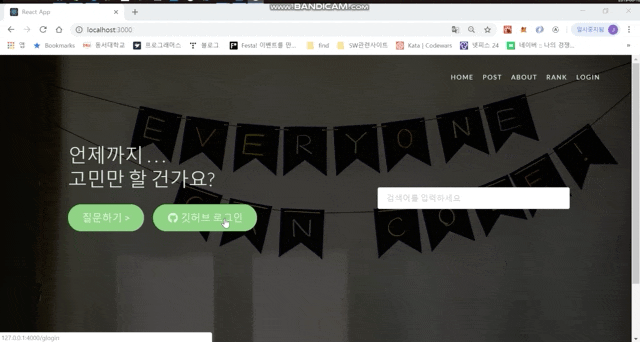 www.BANDICAM.com
React App
localhost:3000
일시중지됨
앱
Bookmarks
동서대학교
프로그래머스
블로그
Festa! 이벤트를 만...
find
SW관련사이트
Kata | Codewars
넷피스 24
네이버 :: 나의 경쟁...
HOME POST ABOUT RANK LOGIN
EVERYONE
CAN CODE!
언제까지...
고민만 할 건가요?
검색어를 입력하세요
질문하기 >
깃허브 로그인
127.0.0.1:4000/glogin